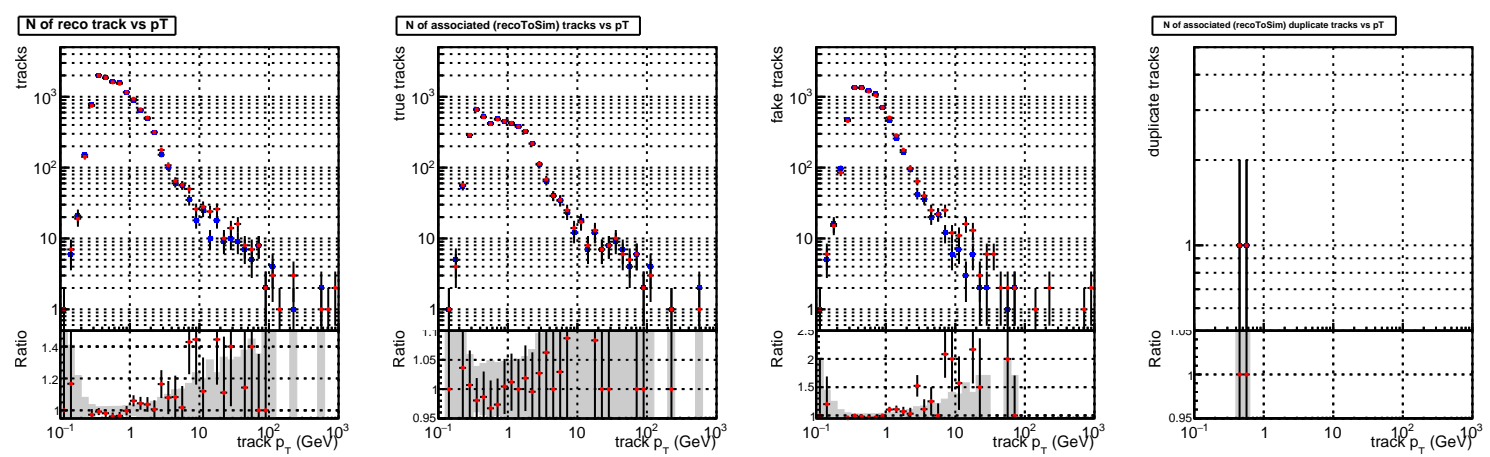 N of reco track vs pT
tracks
10³
10²
10
1
Ratio
1.4
1.2
1
10⁻¹ 1 10 10² 10³
track p_T (GeV)
N of associated (recoToSim) tracks vs pT
true tracks
10³
10²
10
1
Ratio
1.1
1.05
1
0.95
10⁻¹ 1 10 10² 10³
track p_T (GeV)
fake tracks
10³
10²
10
1
Ratio
2.5
2
1.5
1
10⁻¹ 1 10 10² 10³
track p_T (GeV)
N of associated (recoToSim) duplicate tracks vs pT
duplicate tracks
1
Ratio
1.05
1
0.95
10⁻¹ 1 10 10² 10³
track p_T (GeV)